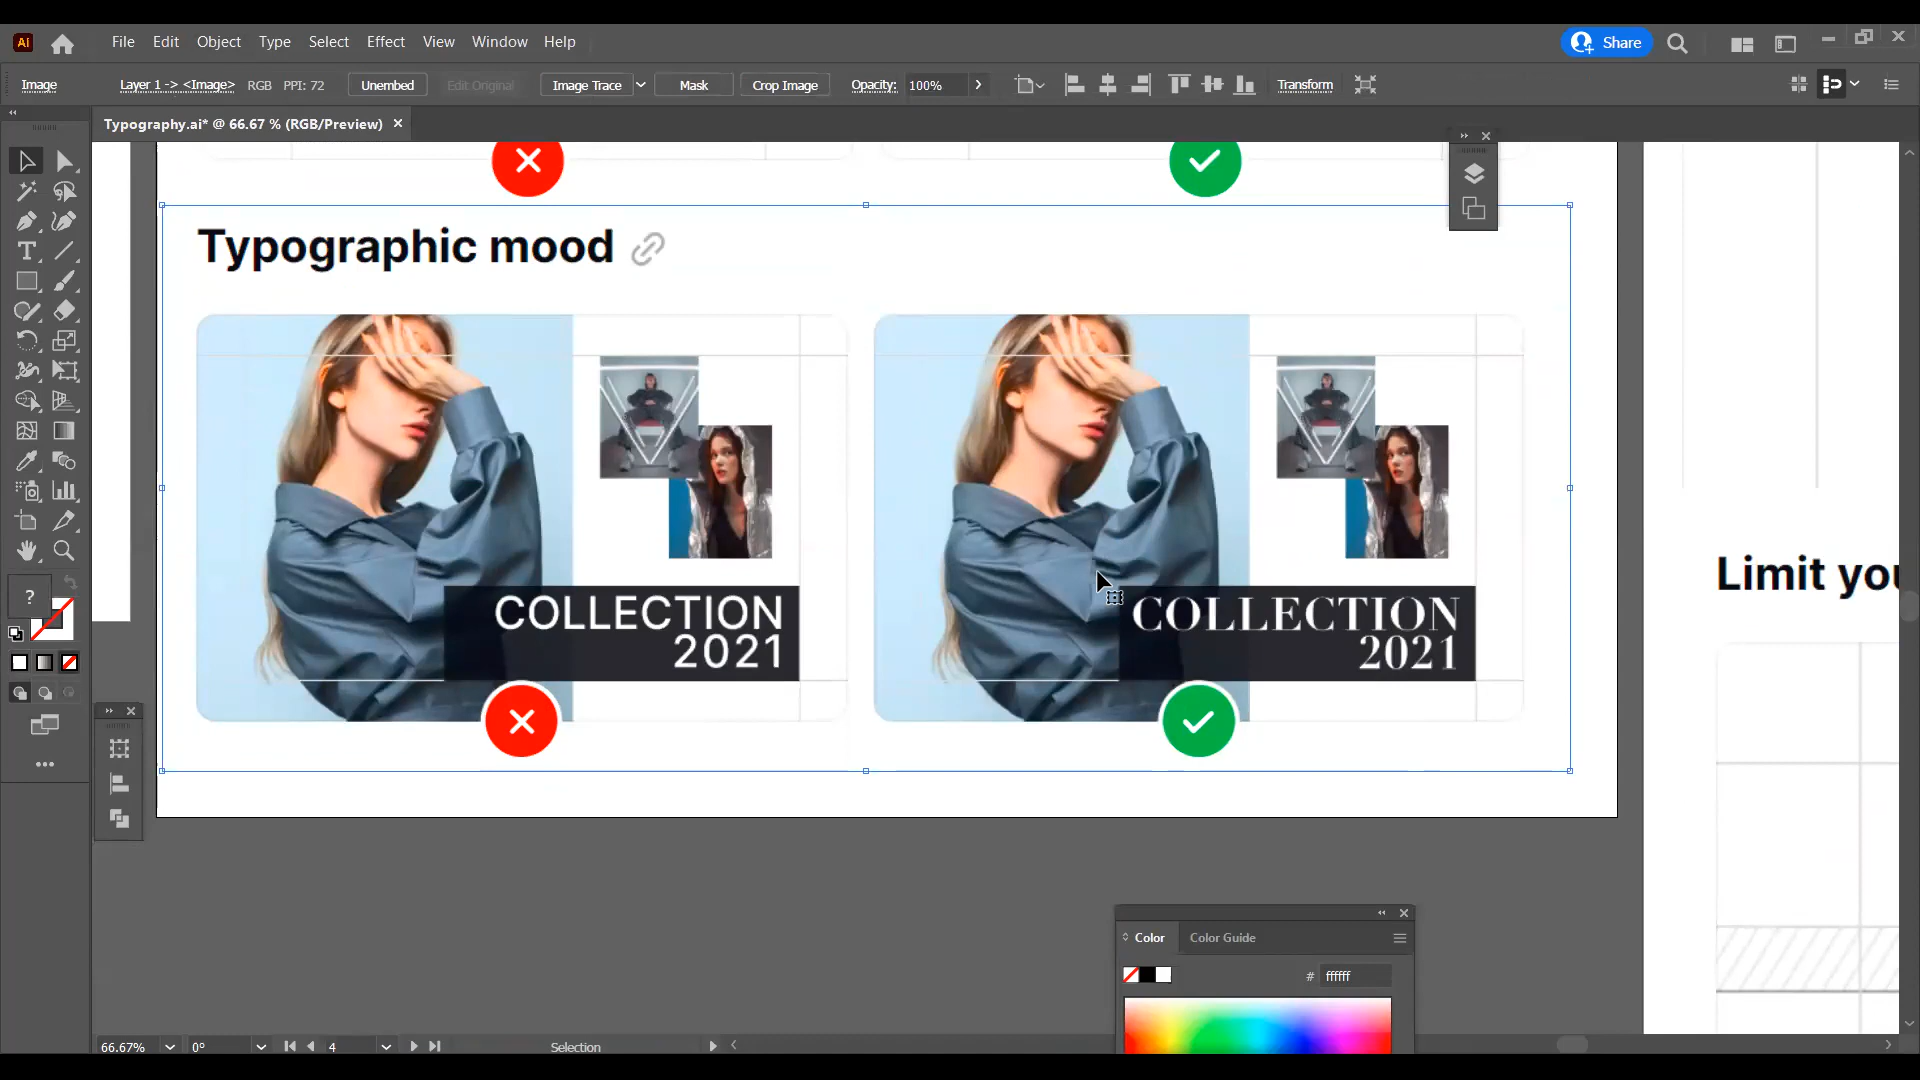 Ai
File Edit Object Type Select Effect View Window Help
Share
Image
Layer 1 -> <Image>
RGB
PPI: 72
Unembed
Edit Original
Image Trace
Mask
Crop Image
Opacity:
100%
Transform
Typography.ai* @ 66.67 % (RGB/Preview)
Typographic mood
COLLECTION
2021
COLLECTION
2021
Limit you
?
Color
Color Guide
# ffffff
66.67%
0°
4
Selection